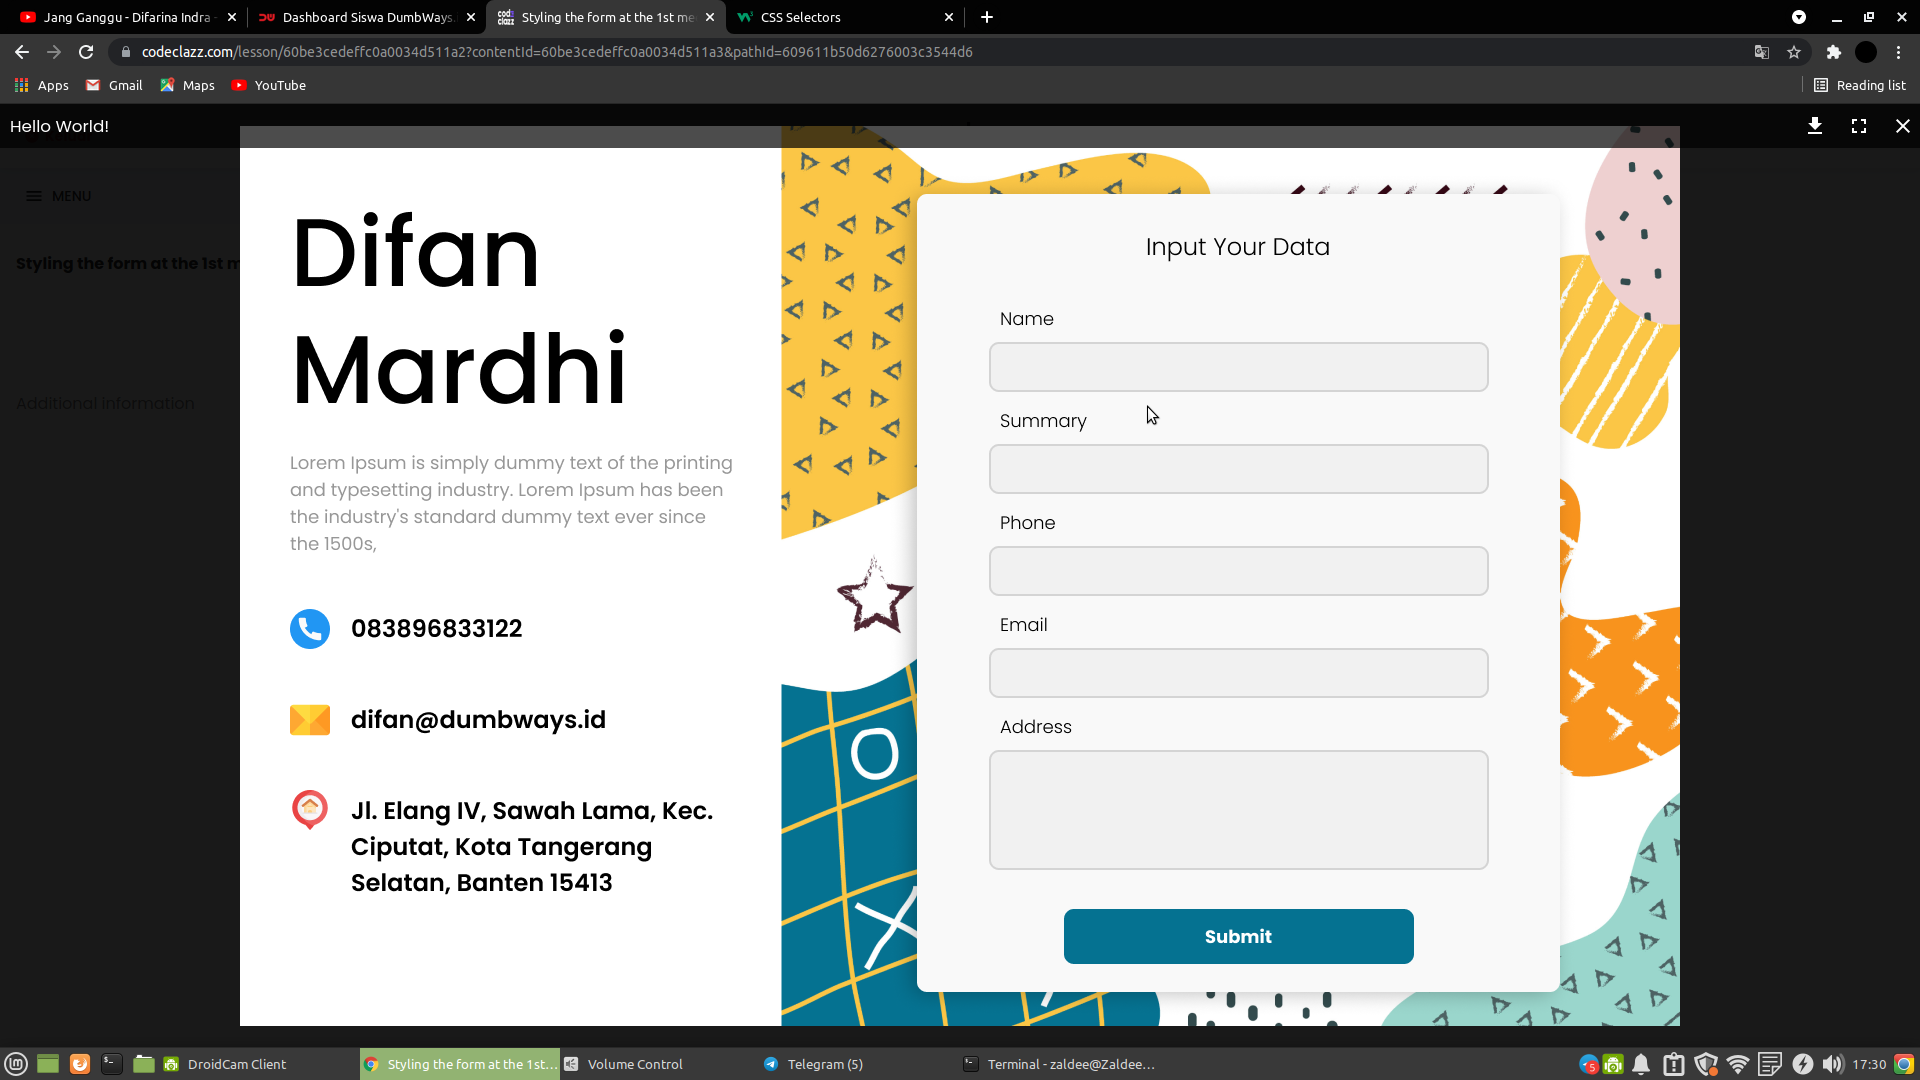 Jang Ganggu - Difarina Indra -
Dashboard Siswa DumbWays.
Styling the form at the 1st me
CSS Selectors
codeclazz.com/lesson/60be3cedeffc0a0034d511a2?contentId=60be3cedeffc0a0034d511a3&pathId=609611b50d6276003c3544d6
Apps
Gmail
Maps
YouTube
Reading list
Hello World!
MENU
Styling the form at the 1st m
Additional information
Difan
Mardhi
Lorem Ipsum is simply dummy text of the printing
and typesetting industry. Lorem Ipsum has been
the industry's standard dummy text ever since
the 1500s,
083896833122
difan@dumbways.id
Jl. Elang IV, Sawah Lama, Kec.
Ciputat, Kota Tangerang
Selatan, Banten 15413
Input Your Data
Name
Summary
Phone
Email
Address
Submit
DroidCam Client
Styling the form at the 1st...
Volume Control
Telegram (5)
Terminal - zaldee@Zaldee...
5
17:30